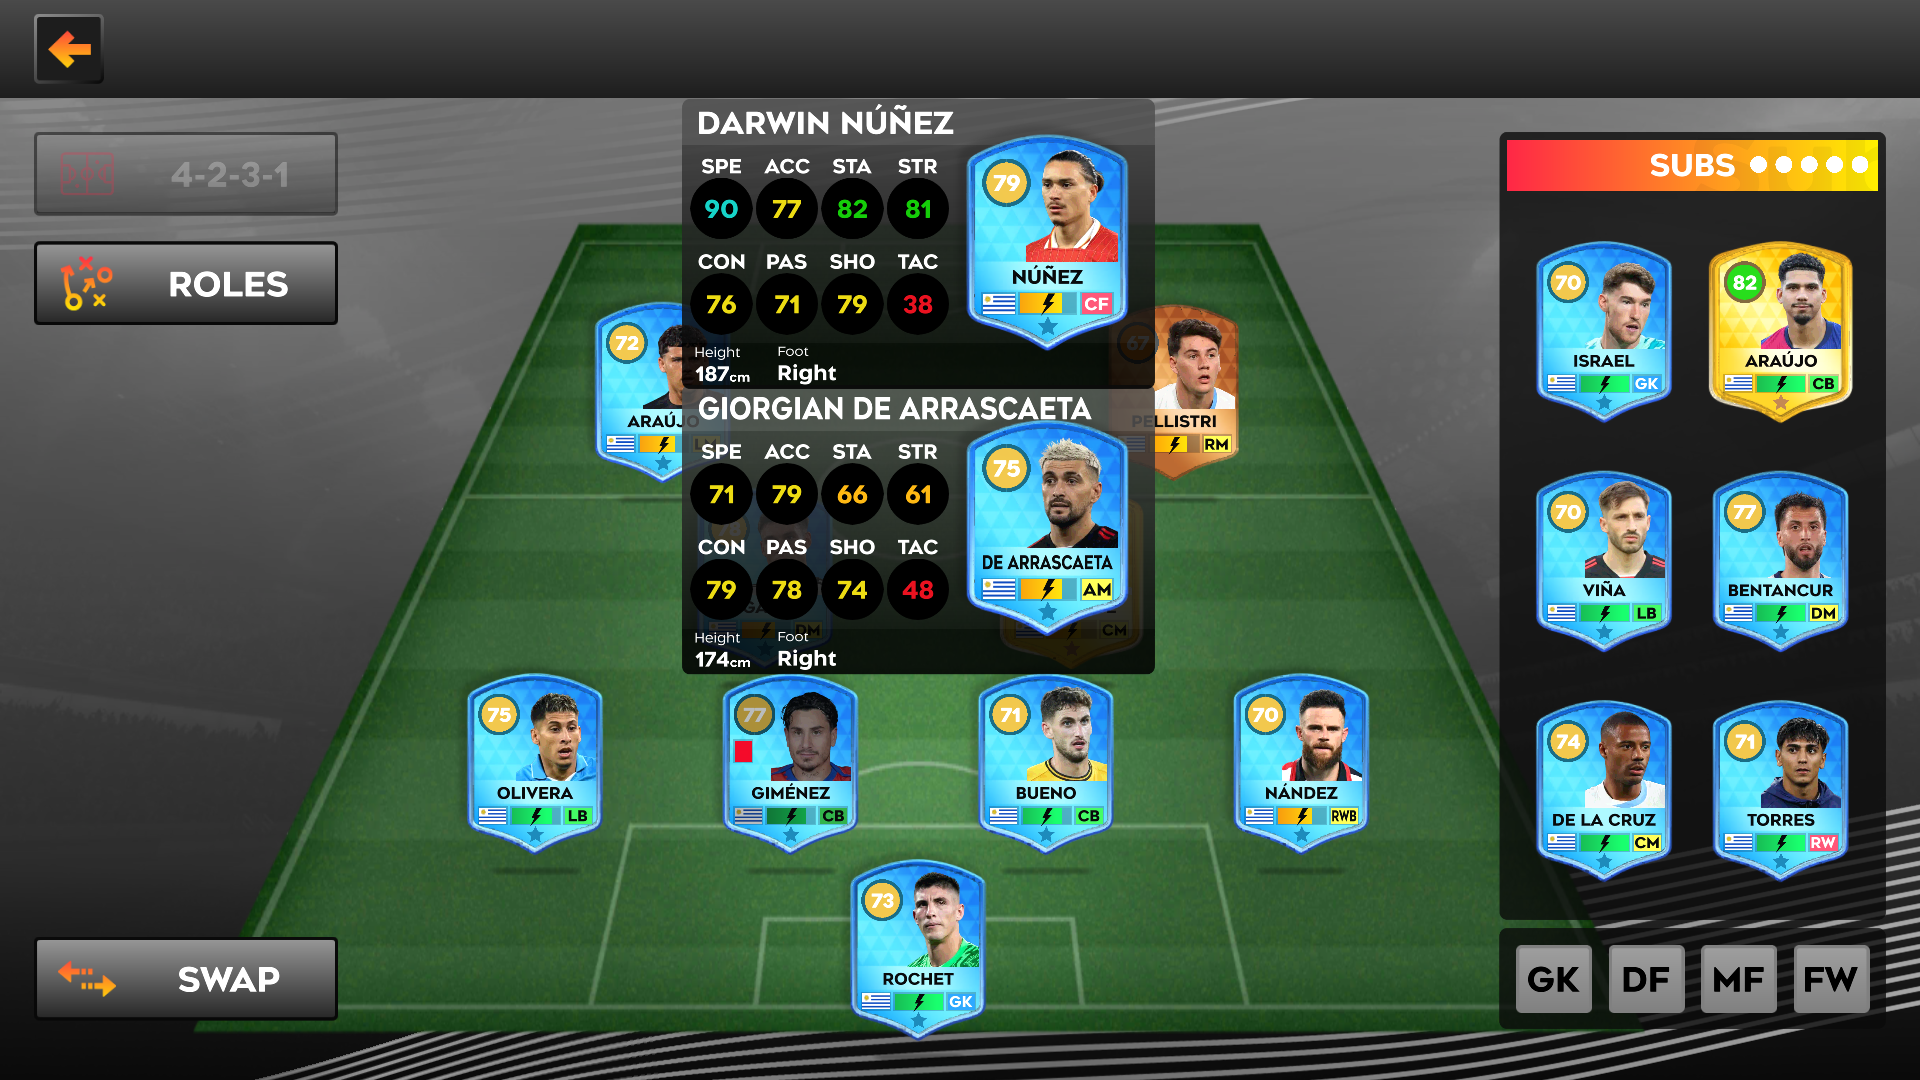 4-2-3-1
ROLES
SWAP
DARWIN NÚÑEZ
SPE ACC STA STR
90 77 82 81
CON PAS SHO TAC
76 71 79 38
Height Foot
187cm Right
79
NÚÑEZ
CF
GIORGIAN DE ARRASCAETA
SPE ACC STA STR
71 79 66 61
CON PAS SHO TAC
79 78 74 48
Height Foot
174cm Right
75
DE ARRASCAETA
AM
72
ARAÚJO
67
PELLISTRI
RM
DM
CM
75
OLIVERA
LB
77
GIMÉNEZ
CB
71
BUENO
CB
70
NÁNDEZ
RWB
73
ROCHET
GK
SUBS
70
ISRAEL
GK
82
ARAÚJO
CB
70
VIÑA
LB
77
BENTANCUR
DM
74
DE LA CRUZ
CM
71
TORRES
RW
GK DF MF FW